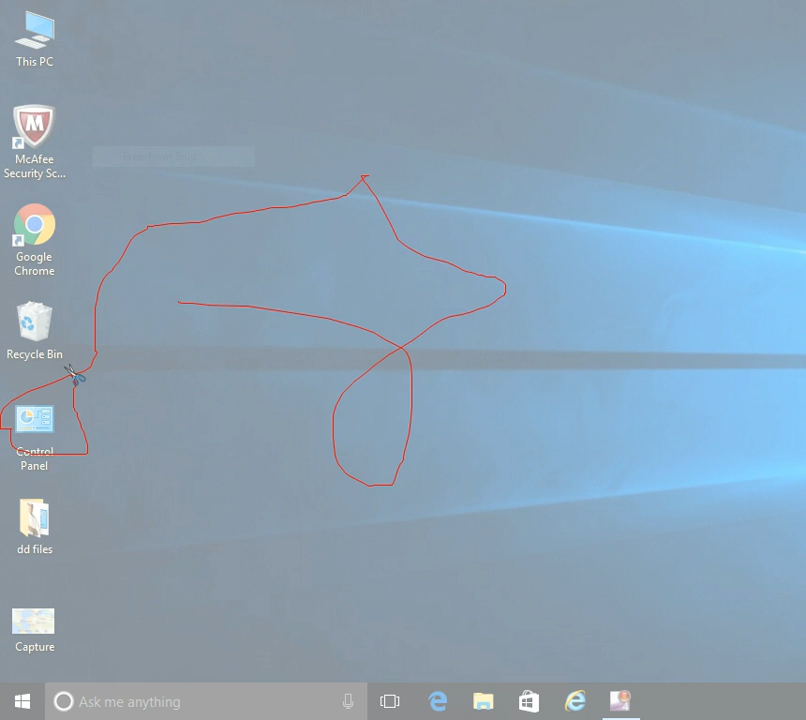 This PC
McAfee
Security Sc...
Google
Chrome
Recycle Bin
Control
Panel
dd files
Capture
Ask me anything